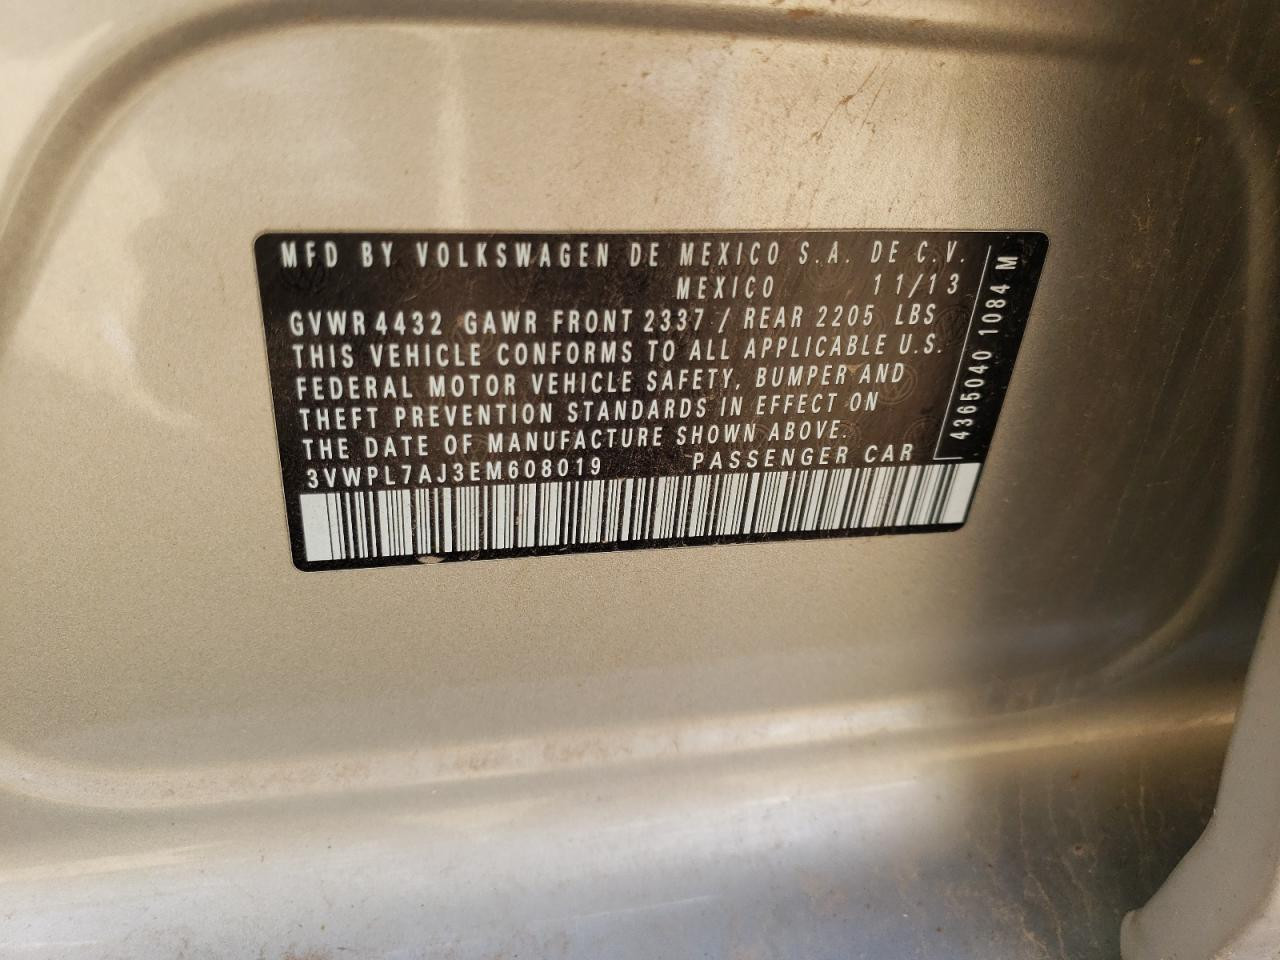 MFD BY VOLKSWAGEN DE MEXICO S.A. DE C.V.
MEXICO 11/13
GVWR 4432 GAWR FRONT 2337 / REAR 2205 LBS
THIS VEHICLE CONFORMS TO ALL APPLICABLE U.S.
FEDERAL MOTOR VEHICLE SAFETY, BUMPER AND
THEFT PREVENTION STANDARDS IN EFFECT ON
THE DATE OF MANUFACTURE SHOWN ABOVE.
3VWPL7AJ3EM608019 PASSENGER CAR
4365040 1084 M